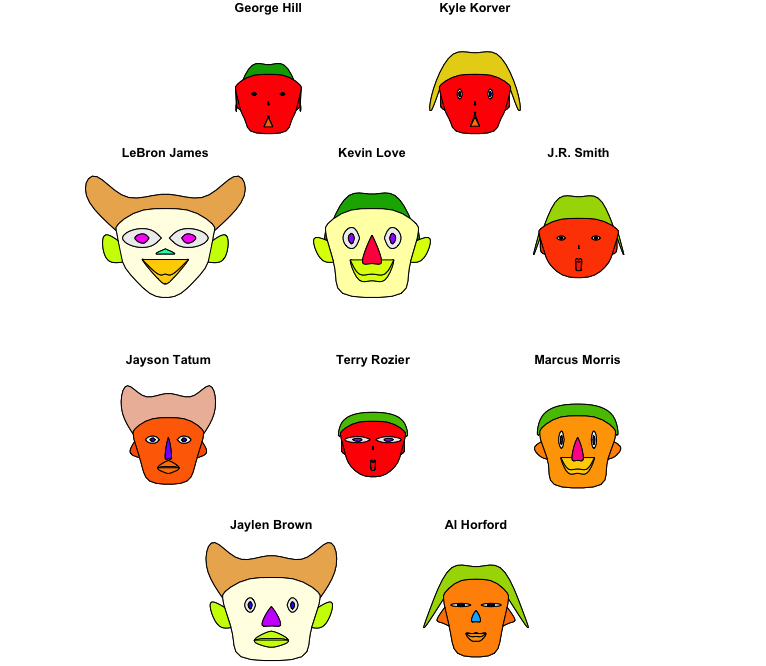 George Hill
Kyle Korver
LeBron James
Kevin Love
J.R. Smith
Jayson Tatum
Terry Rozier
Marcus Morris
Jaylen Brown
Al Horford